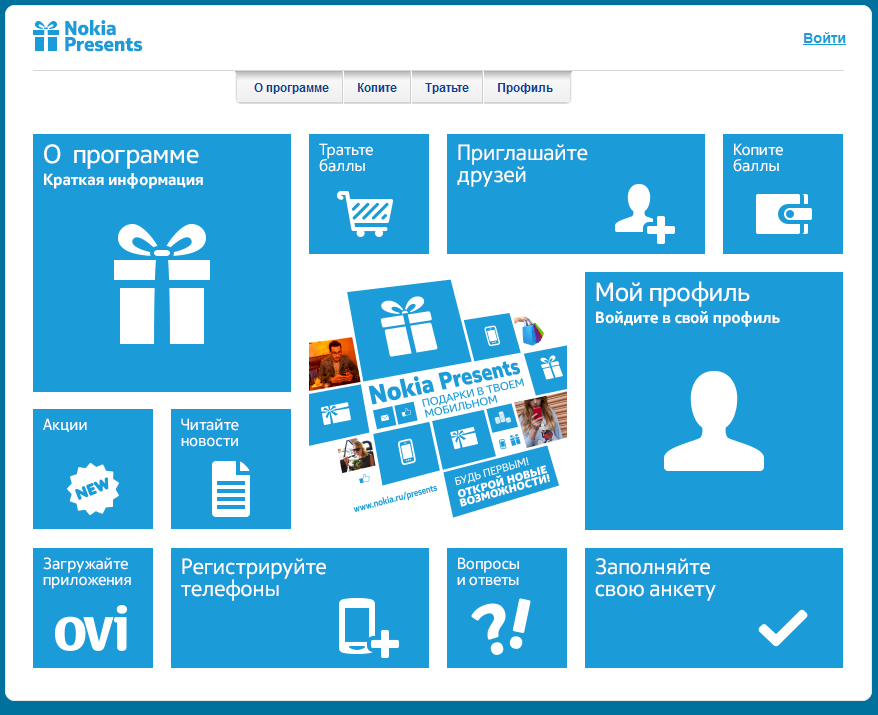 Nokia
Presents
Войти
О программе
Копите
Тратьте
Профиль
О программе
Краткая информация
Тратьте
баллы
Приглашайте
друзей
Копите
баллы
Мой профиль
Войдите в свой профиль
Nokia Presents
ПОДАРКИ В ТВОЕМ
МОБИЛЬНОМ
БУДЬ ПЕРВЫМ!
ОТКРОЙ НОВЫЕ
ВОЗМОЖНОСТИ!
www.nokia.ru/presents
Акции
NEW
Читайте
новости
Загружайте
приложения
ovi
Регистрируйте
телефоны
Вопросы
и ответы
?!
Заполняйте
свою анкету